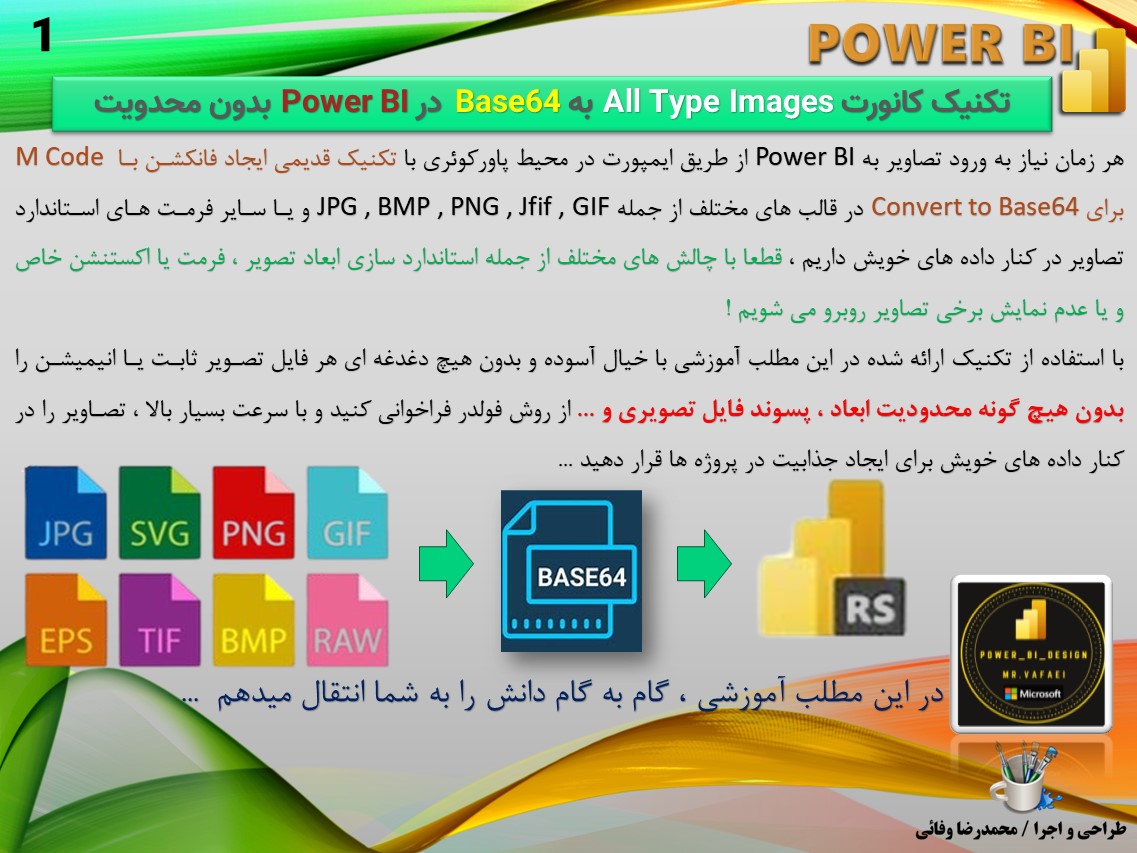 1
POWER BI
تکنیک کانورت All Type Images به Base64 در Power BI بدون محدویت
هر زمان نیاز به ورود تصاویر به Power BI از طریق ایمپورت در محیط پاورکوئری با تکنیک قدیمی ایجاد فانکشن با M Code
برای Convert to Base64 در قالب های مختلف از جمله JPG , BMP , PNG , Jfif , GIF و یا سایر فرمت های استاندارد
تصاویر در کنار داده های خویش داریم ، قطعا با چالش های مختلف از جمله استاندارد سازی ابعاد تصویر ، فرمت یا اکستنشن خاص
و یا عدم نمایش برخی تصاویر روبرو می شویم !
با استفاده از تکنیک ارائه شده در این مطلب آموزشی با خیال آسوده و بدون هیچ دغدغه ای هر فایل تصویر ثابت یا انیمیشن را
بدون هیچ گونه محدودیت ابعاد ، پسوند فایل تصویری و ... از روش فولدر فراخوانی کنید و با سرعت بسیار بالا ، تصاویر را در
کنار داده های خویش برای ایجاد جذابیت در پروژه ها قرار دهید ...
JPG SVG PNG GIF
EPS TIF BMP RAW
BASE64
RS
POWER_BI_DESIGN
MR.VAFAEI
Microsoft
در این مطلب آموزشی ، گام به گام دانش را به شما انتقال میدهم ...
طراحی و اجرا / محمدرضا وفائی